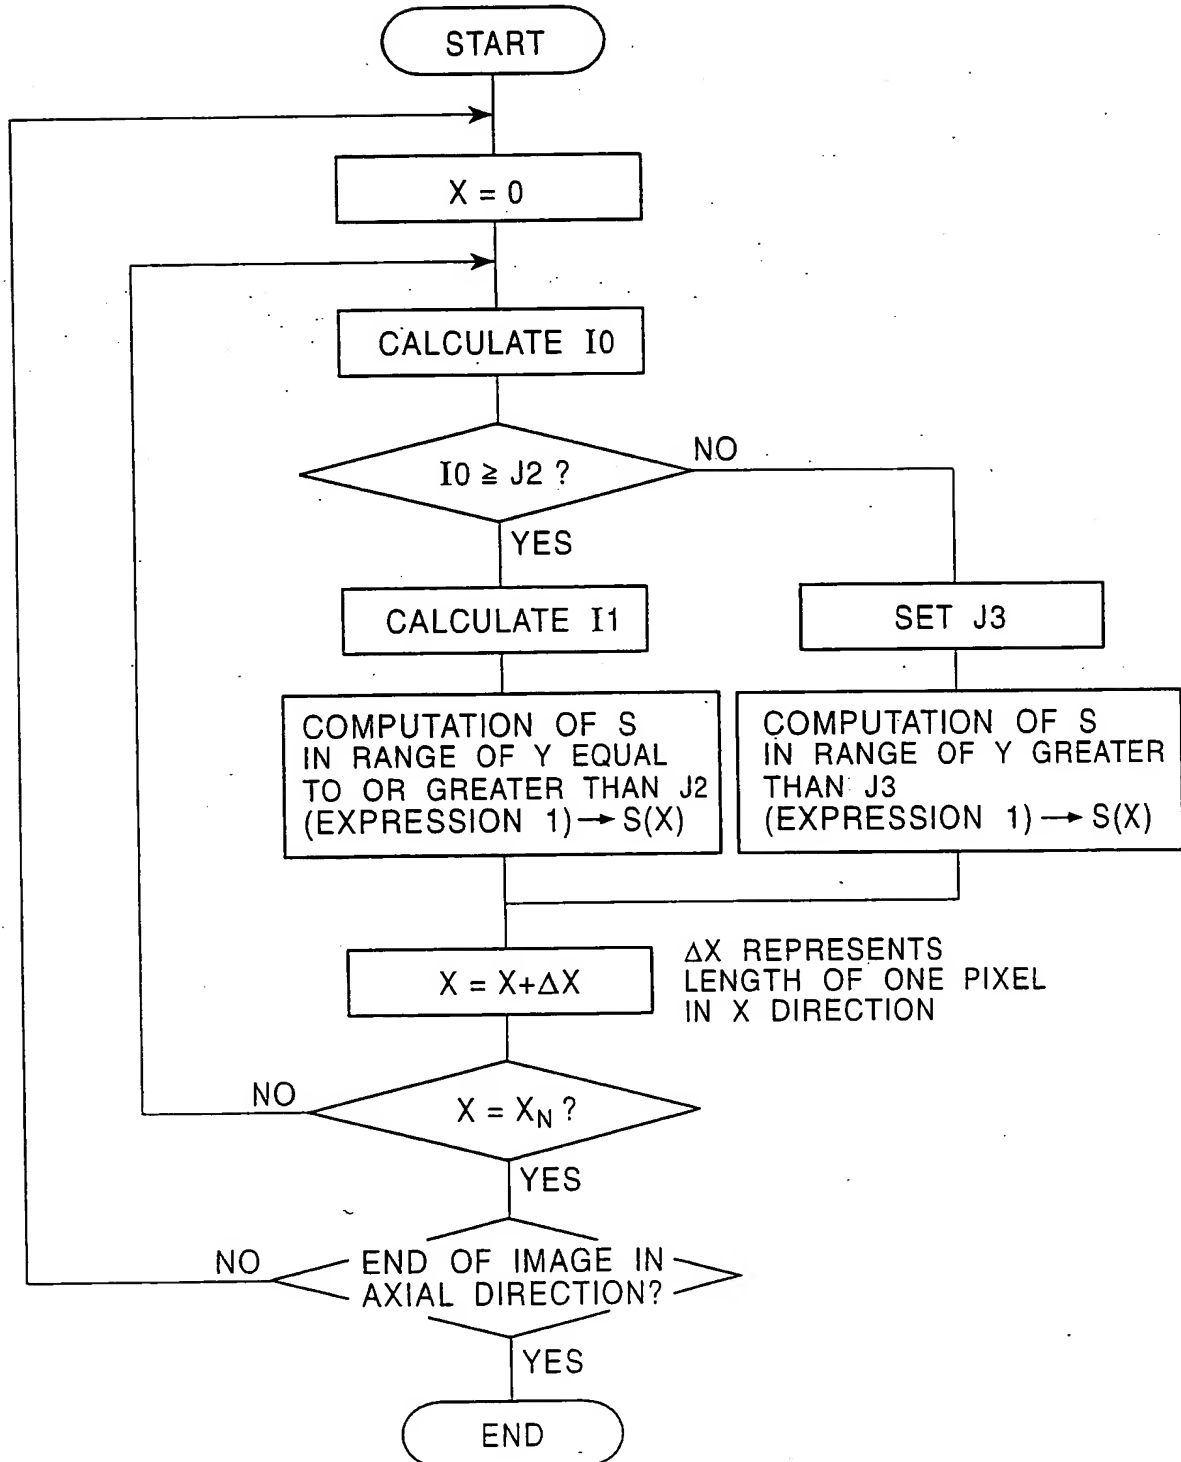 START
X = 0
CALCULATE I0
I0 ≧ J2 ?
NO
YES
CALCULATE I1
SET J3
COMPUTATION OF S
IN RANGE OF Y EQUAL
TO OR GREATER THAN J2
(EXPRESSION 1)→ S(X)
COMPUTATION OF S
IN RANGE OF Y GREATER
THAN J3
(EXPRESSION 1)→ S(X)
X = X+ΔX
ΔX REPRESENTS
LENGTH OF ONE PIXEL
IN X DIRECTION
NO
X = X_N ?
YES
NO
END OF IMAGE IN
AXIAL DIRECTION?
YES
END